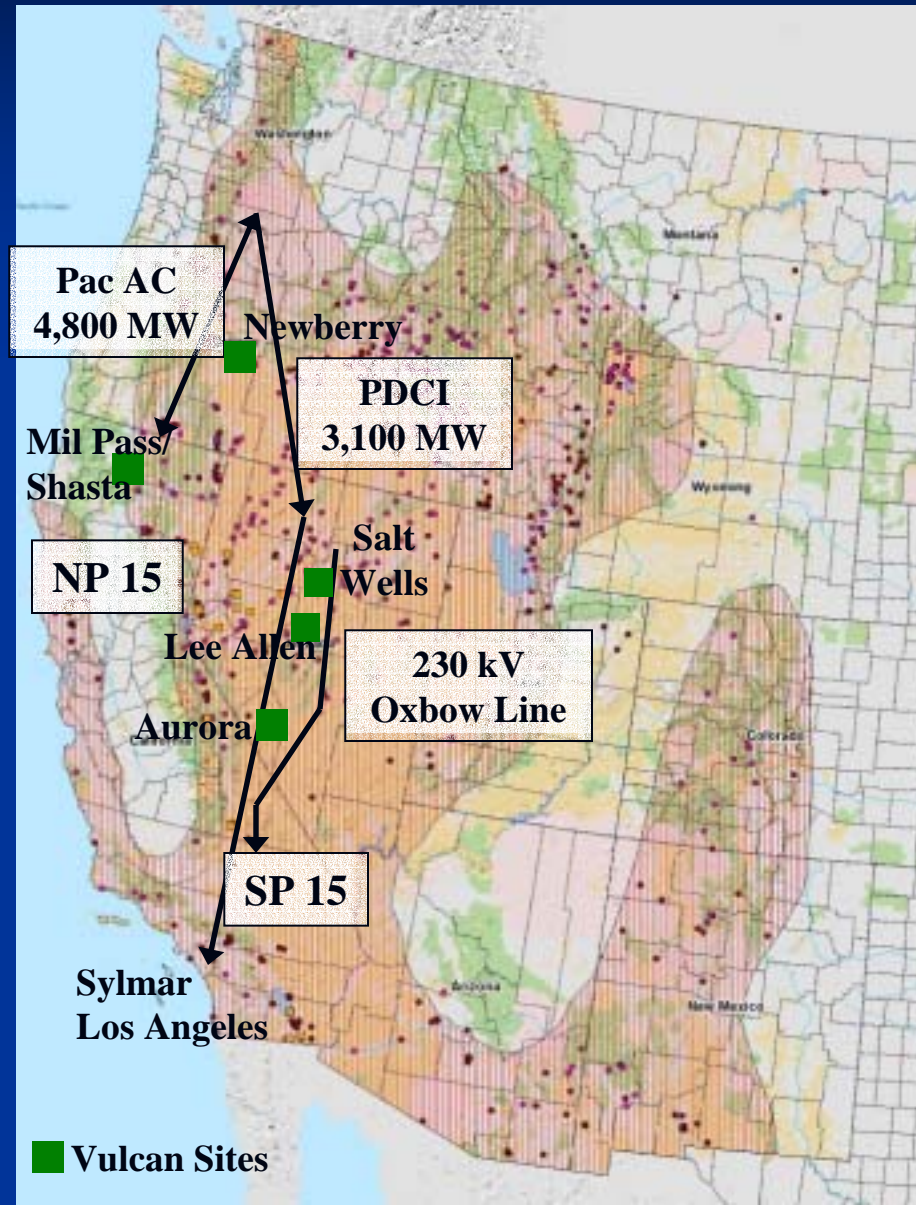 Washington
Montana
Pac AC
4,800 MW
Newberry
PDCI
3,100 MW
Mil Pass/
Shasta
Wyoming
NP 15
Salt
Wells
Lee Allen
230 kV
Oxbow Line
Aurora
California
Colorado
SP 15
Sylmar
Los Angeles
Arizona
New Mexico
Vulcan Sites